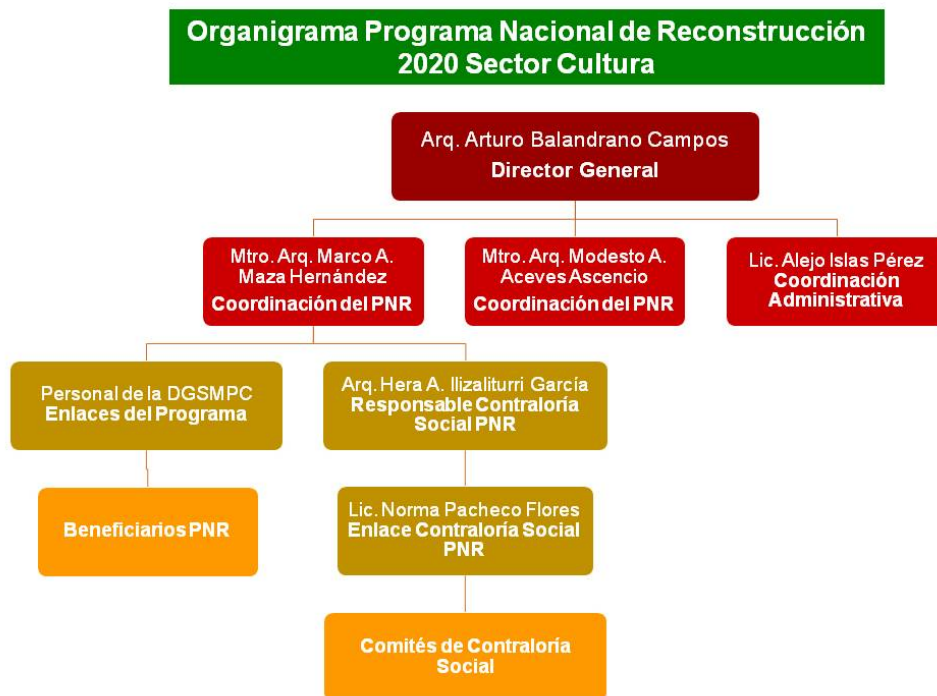 Organigrama Programa Nacional de Reconstrucción
2020 Sector Cultura
Arq. Arturo Balandrano Campos
Director General
Mtro. Arq. Marco A.
Maza Hernández
Coordinación del PNR
Mtro. Arq. Modesto A.
Aceves Ascencio
Coordinación del PNR
Lic. Alejo Islas Pérez
Coordinación
Administrativa
Personal de la DGSMPC
Enlaces del Programa
Arq. Hera A. Ilizaliturri García
Responsable Contraloría
Social PNR
Beneficiarios PNR
Lic. Norma Pacheco Flores
Enlace Contraloría Social
PNR
Comités de Contraloría
Social